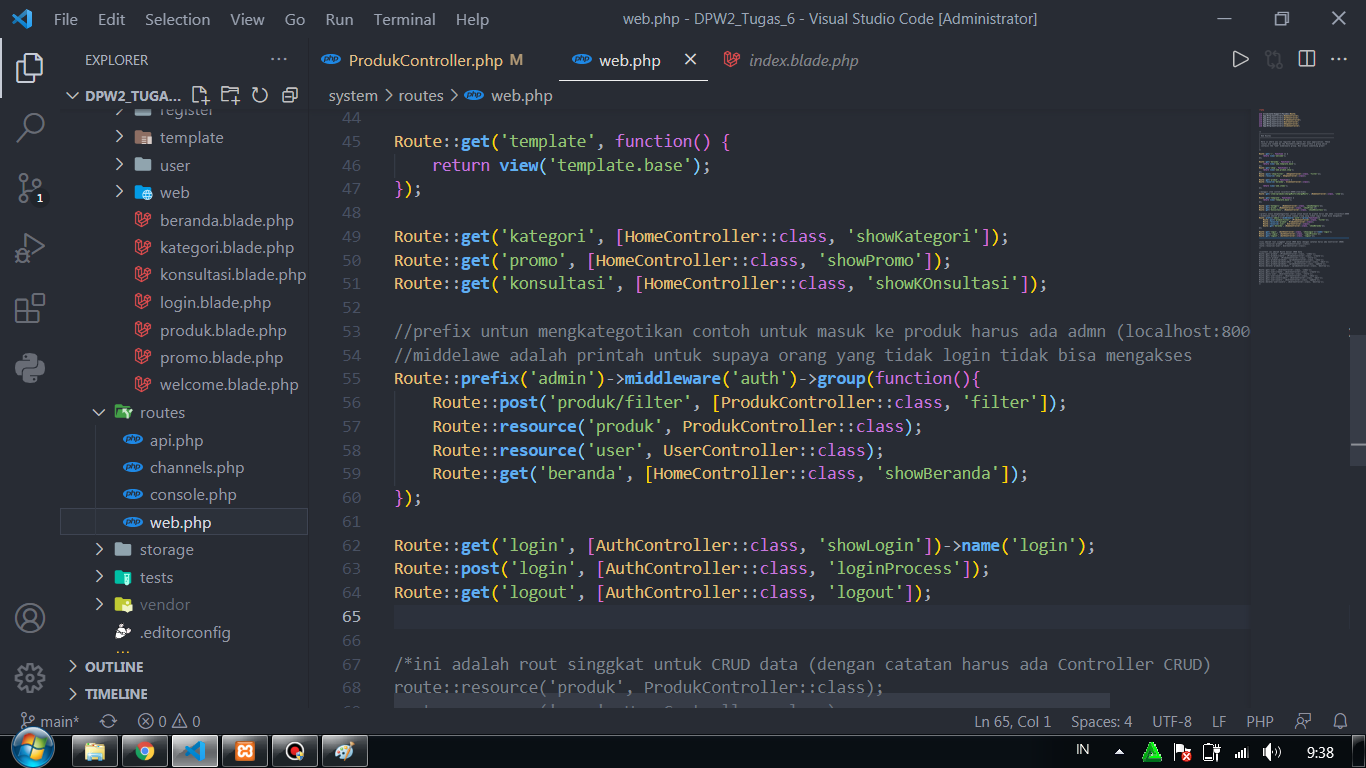 File Edit Selection View Go Run Terminal Help
web.php - DPW2_Tugas_6 - Visual Studio Code [Administrator]
EXPLORER
ProdukController.php M
web.php
index.blade.php
DPW2_TUGA...
system > routes > web.php
register
template
user
web
beranda.blade.php
kategori.blade.php
konsultasi.blade.php
login.blade.php
produk.blade.php
promo.blade.php
welcome.blade.php
routes
api.php
channels.php
console.php
web.php
storage
tests
vendor
.editorconfig
OUTLINE
TIMELINE
1
44
45 Route::get('template', function() {
46 return view('template.base');
47 });
48
49 Route::get('kategori', [HomeController::class, 'showKategori']);
50 Route::get('promo', [HomeController::class, 'showPromo']);
51 Route::get('konsultasi', [HomeController::class, 'showKOnsultasi']);
52
53 //prefix untun mengkategotikan contoh untuk masuk ke produk harus ada admn (localhost:800
54 //middelawe adalah printah untuk supaya orang yang tidak login tidak bisa mengakses
55 Route::prefix('admin')->middleware('auth')->group(function(){
56 Route::post('produk/filter', [ProdukController::class, 'filter']);
57 Route::resource('produk', ProdukController::class);
58 Route::resource('user', UserController::class);
59 Route::get('beranda', [HomeController::class, 'showBeranda']);
60 });
61
62 Route::get('login', [AuthController::class, 'showLogin'])->name('login');
63 Route::post('login', [AuthController::class, 'loginProcess']);
64 Route::get('logout', [AuthController::class, 'logout']);
65
66
67 /*ini adalah rout singgkat untuk CRUD data (dengan catatan harus ada Controller CRUD)
68 route::resource('produk', ProdukController::class);
main* 0 0
Ln 65, Col 1 Spaces: 4 UTF-8 LF PHP
IN 9:38